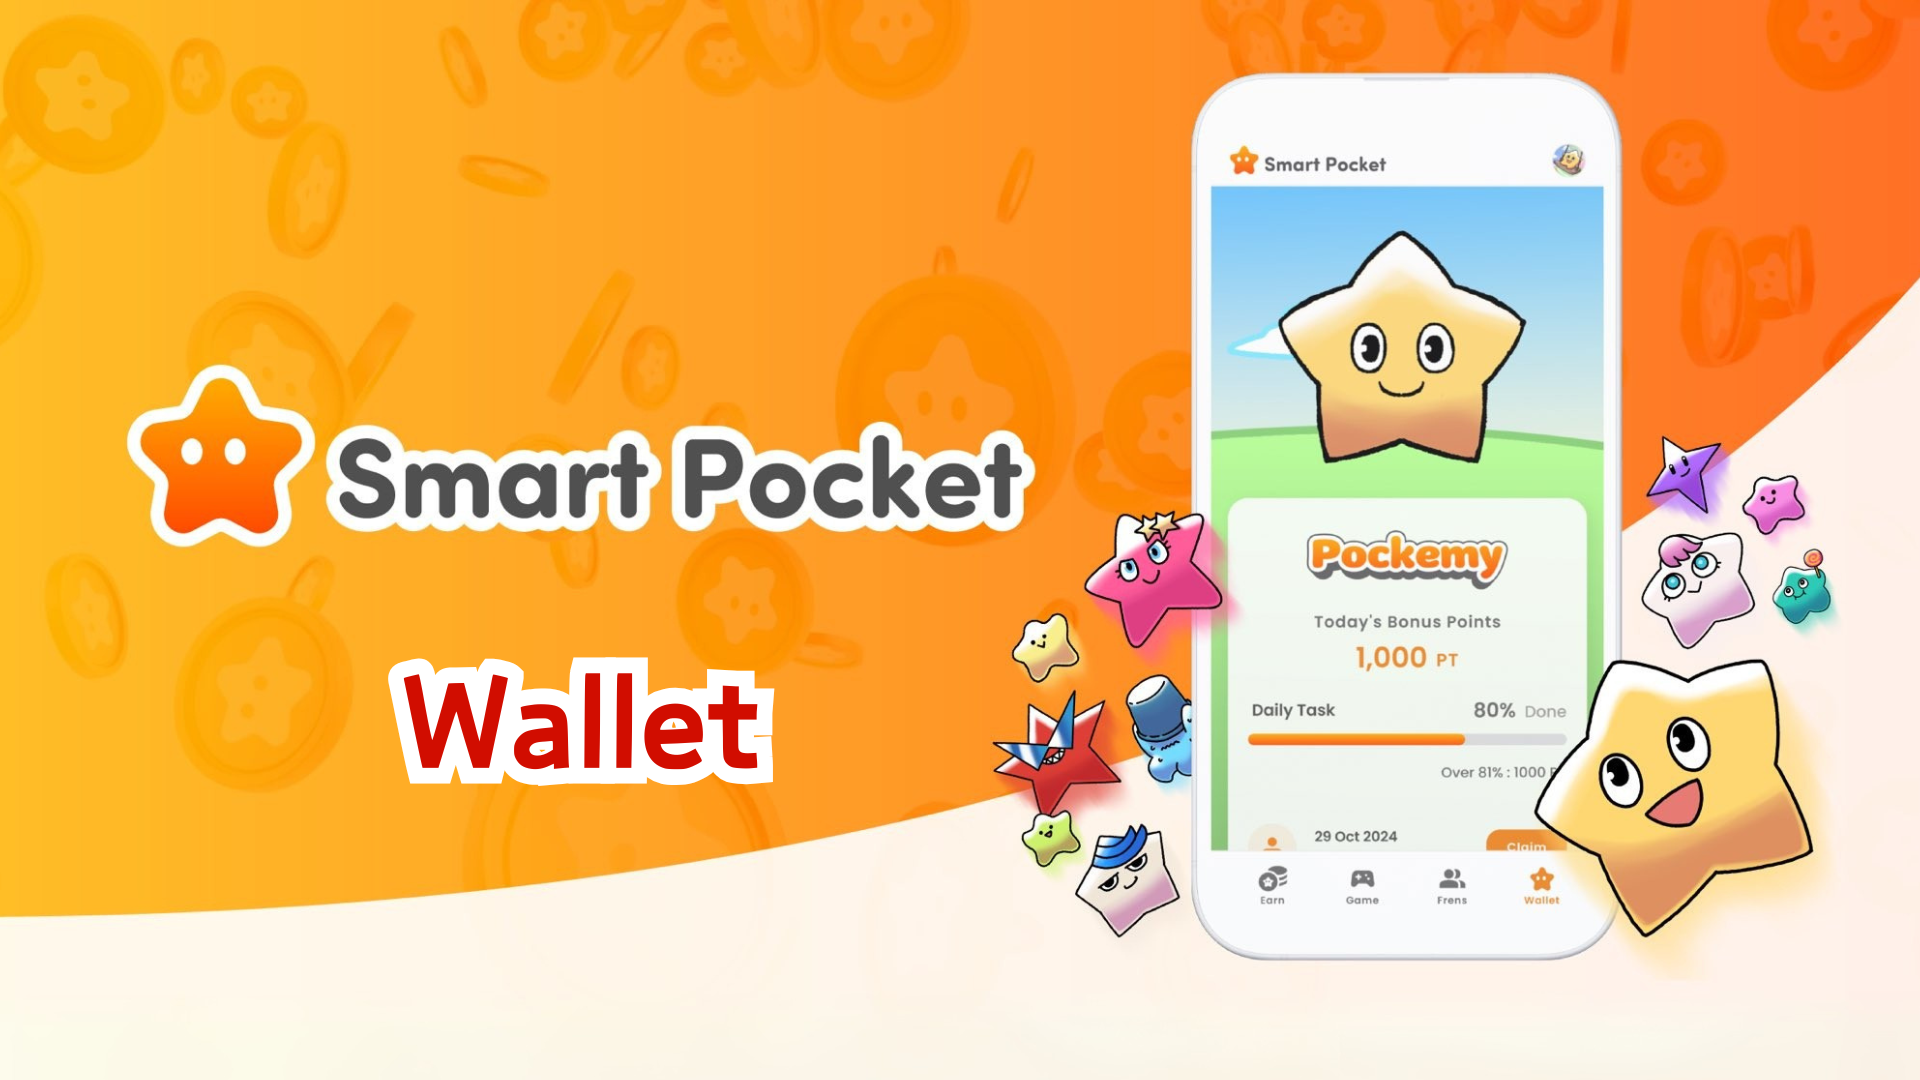 Smart Pocket
Wallet
Smart Pocket
Pockemy
Today's Bonus Points
1,000 PT
Daily Task 80% Done
Over 81% : 1000
29 Oct 2024
Claim
Earn Game Frens Wallet